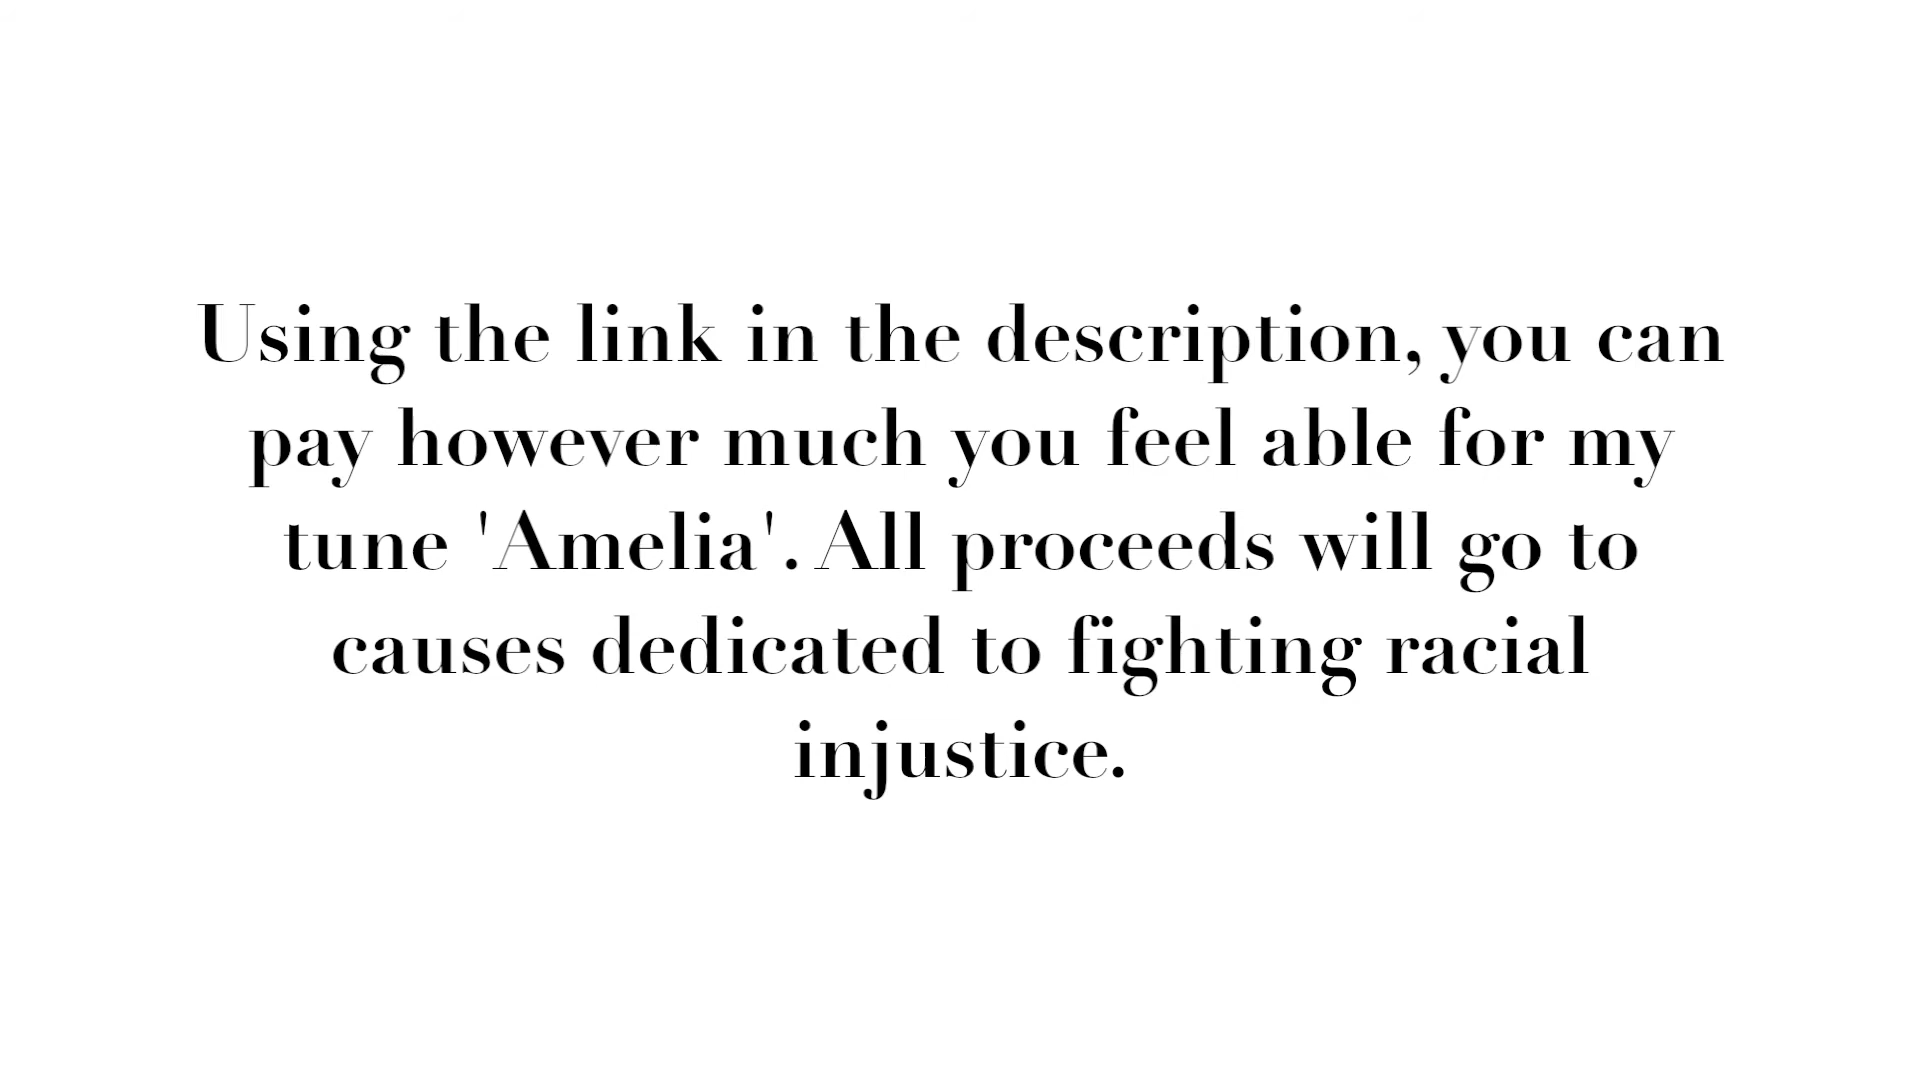 Using the link in the description, you can
pay however much you feel able for my
tune 'Amelia'. All proceeds will go to
causes dedicated to fighting racial
injustice.